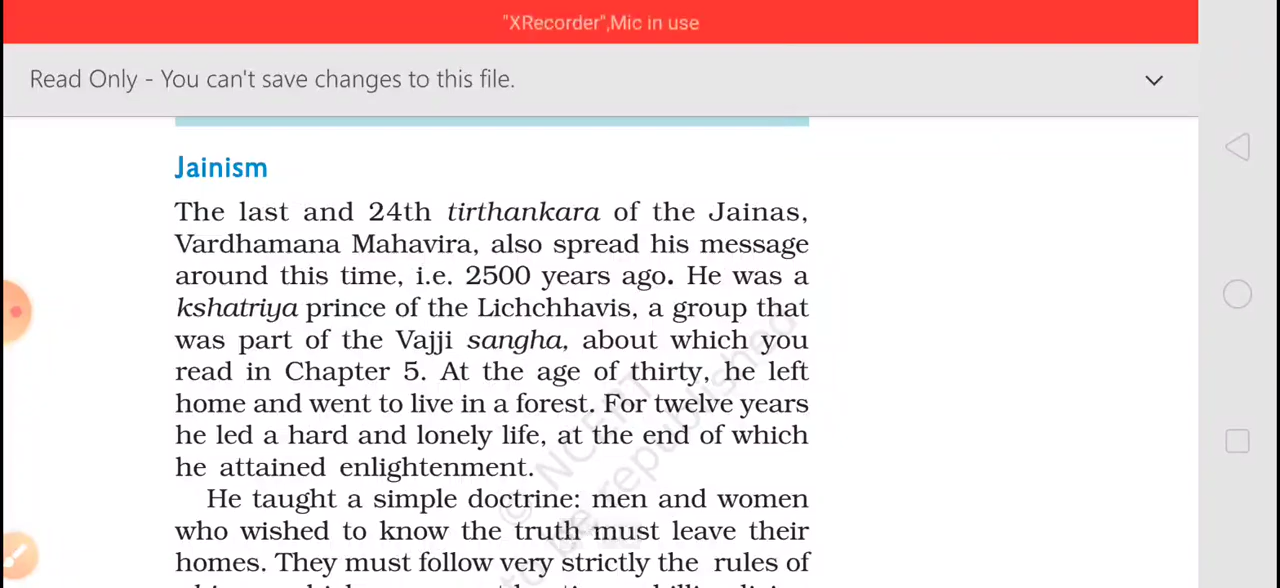 "XRecorder",Mic in use
Read Only - You can't save changes to this file.
Jainism
The last and 24th tirthankara of the Jainas,
Vardhamana Mahavira, also spread his message
around this time, i.e. 2500 years ago. He was a
kshatriya prince of the Lichchhavis, a group that
was part of the Vajji sangha, about which you
read in Chapter 5. At the age of thirty, he left
home and went to live in a forest. For twelve years
he led a hard and lonely life, at the end of which
he attained enlightenment.
He taught a simple doctrine: men and women
who wished to know the truth must leave their
homes. They must follow very strictly the rules of
© NCERT
be republished